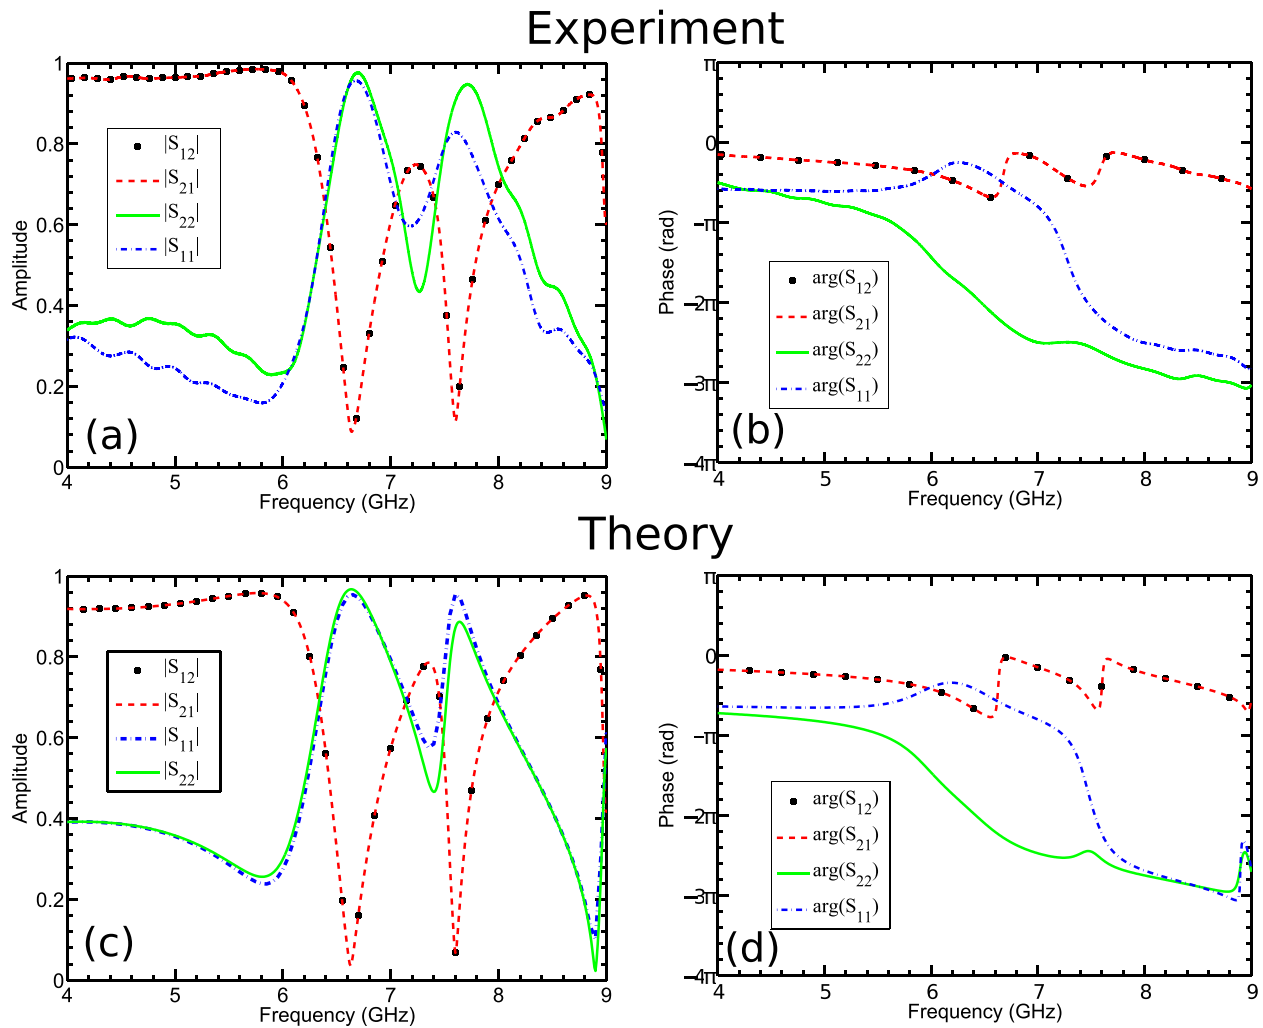 Experiment
1
0.8
0.6
0.4
0.2
0
Amplitude
|S12|
|S21|
|S22|
|S11|
(a)
4 5 6 7 8 9
Frequency (GHz)
π
0
−π
−2π
−3π
−4π
Phase (rad)
arg(S12)
arg(S21)
arg(S22)
arg(S11)
(b)
4 5 6 7 8 9
Frequency (GHz)
Theory
1
0.8
0.6
0.4
0.2
0
Amplitude
|S12|
|S21|
|S11|
|S22|
(c)
4 5 6 7 8 9
Frequency (GHz)
π
0
−π
−2π
−3π
−4π
Phase (rad)
arg(S12)
arg(S21)
arg(S22)
arg(S11)
(d)
4 5 6 7 8 9
Frequency (GHz)